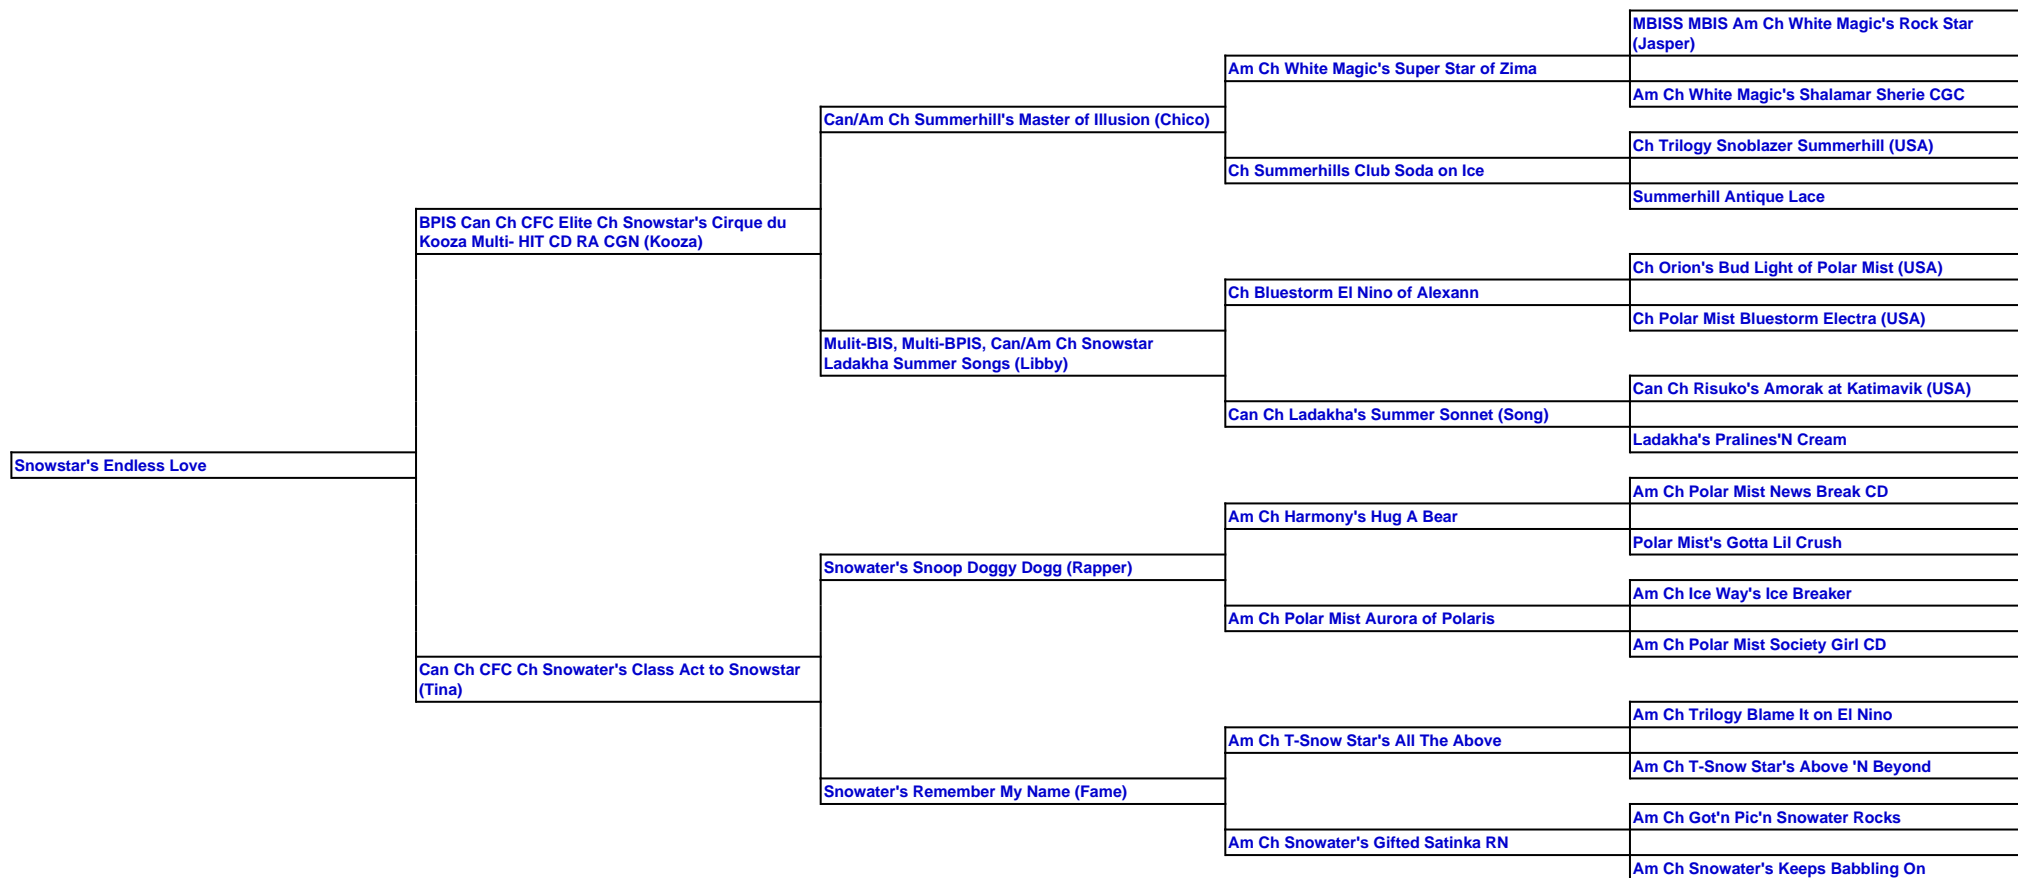 MBISS MBIS Am Ch White Magic's Rock Star
(Jasper)
Am Ch White Magic's Super Star of Zima
Am Ch White Magic's Shalamar Sherie CGC
Can/Am Ch Summerhill's Master of Illusion (Chico)
Ch Trilogy Snoblazer Summerhill (USA)
Ch Summerhills Club Soda on Ice
Summerhill Antique Lace
BPIS Can Ch CFC Elite Ch Snowstar's Cirque du
Kooza Multi- HIT CD RA CGN (Kooza)
Ch Orion's Bud Light of Polar Mist (USA)
Ch Bluestorm El Nino of Alexann
Ch Polar Mist Bluestorm Electra (USA)
Mulit-BIS, Multi-BPIS, Can/Am Ch Snowstar
Ladakha Summer Songs (Libby)
Can Ch Risuko's Amorak at Katimavik (USA)
Can Ch Ladakha's Summer Sonnet (Song)
Ladakha's Pralines'N Cream
Snowstar's Endless Love
Am Ch Polar Mist News Break CD
Am Ch Harmony's Hug A Bear
Polar Mist's Gotta Lil Crush
Snowater's Snoop Doggy Dogg (Rapper)
Am Ch Ice Way's Ice Breaker
Am Ch Polar Mist Aurora of Polaris
Am Ch Polar Mist Society Girl CD
Can Ch CFC Ch Snowater's Class Act to Snowstar
(Tina)
Am Ch Trilogy Blame It on El Nino
Am Ch T-Snow Star's All The Above
Am Ch T-Snow Star's Above 'N Beyond
Snowater's Remember My Name (Fame)
Am Ch Got'n Pic'n Snowater Rocks
Am Ch Snowater's Gifted Satinka RN
Am Ch Snowater's Keeps Babbling On